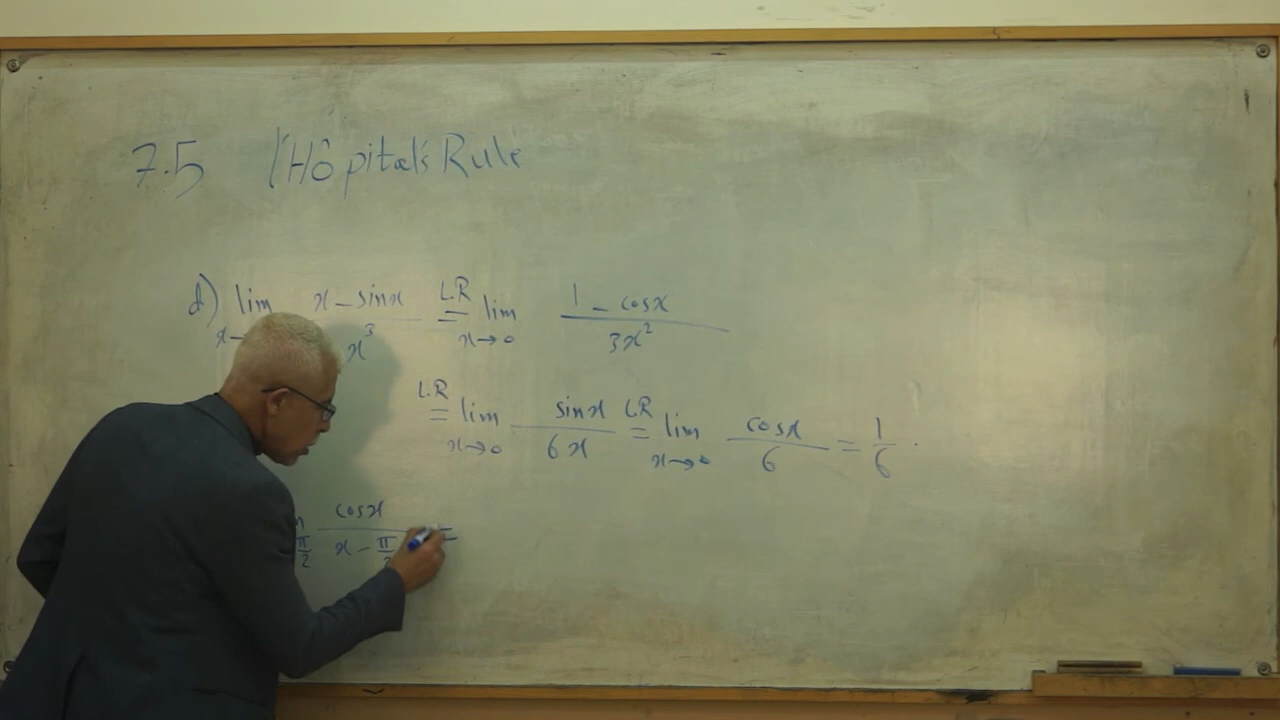 7.5 l'Hôpital's Rule
d) lim x→ x - sinx / x³ L.R = lim x→0 1 - cosx / 3x²
L.R = lim x→0 sinx / 6x L.R = lim x→0 cosx / 6 = 1/6 .
π/2 cosx / x - π/2 =